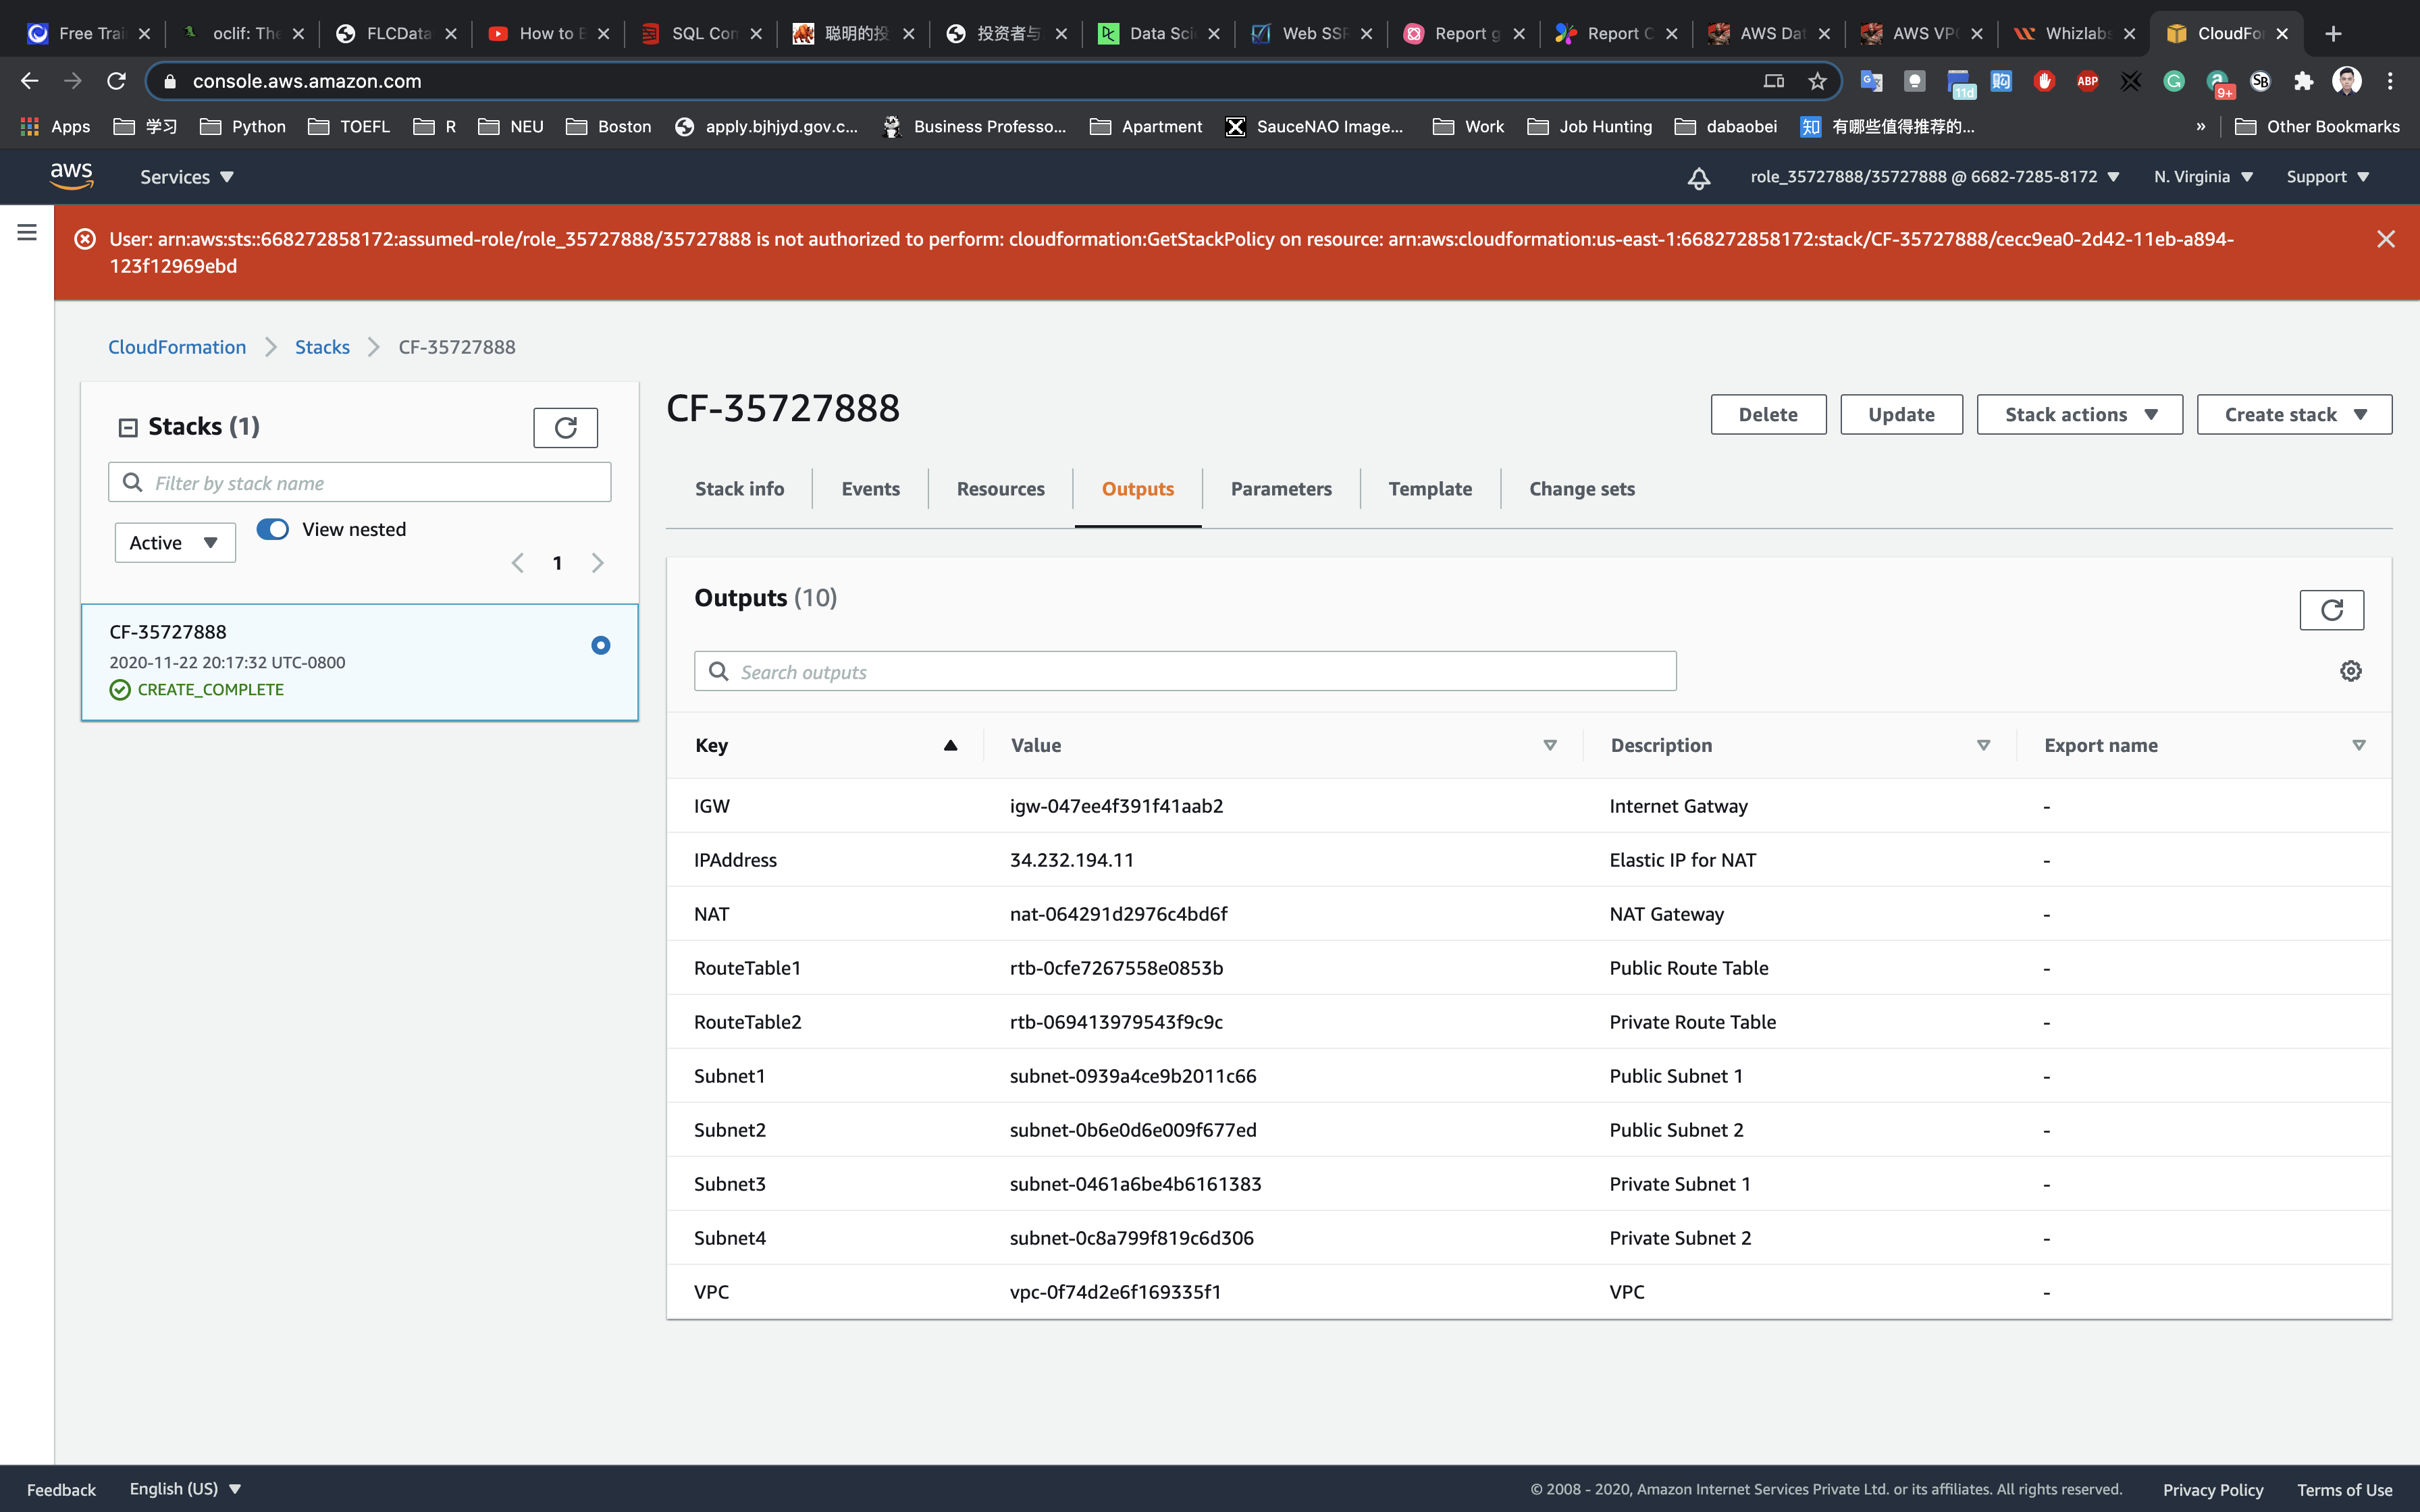 Free Trai
oclif: The
FLCData
How to E
SQL Con
聪明的投
投资者与
Data Scie
Web SSR
Report g
Report C
AWS Dat
AWS VPC
Whizlabs
CloudFo
console.aws.amazon.com
11d
ABP
9+
SB
Apps
学习
Python
TOEFL
R
NEU
Boston
apply.bjhjyd.gov.c...
Business Professo...
Apartment
SauceNAO Image...
Work
Job Hunting
dabaobei
知 有哪些值得推荐的...
»
Other Bookmarks
aws
Services
role_35727888/35727888 @ 6682-7285-8172
N. Virginia
Support
User: arn:aws:sts::668272858172:assumed-role/role_35727888/35727888 is not authorized to perform: cloudformation:GetStackPolicy on resource: arn:aws:cloudformation:us-east-1:668272858172:stack/CF-35727888/cecc9ea0-2d42-11eb-a894-
123f12969ebd
CloudFormation > Stacks > CF-35727888
Stacks (1)
Filter by stack name
Active
View nested
1
CF-35727888
2020-11-22 20:17:32 UTC-0800
CREATE_COMPLETE
CF-35727888
Delete
Update
Stack actions
Create stack
Stack info
Events
Resources
Outputs
Parameters
Template
Change sets
Outputs (10)
Search outputs
Key Value Description Export name
IGW igw-047ee4f391f41aab2 Internet Gatway -
IPAddress 34.232.194.11 Elastic IP for NAT -
NAT nat-064291d2976c4bd6f NAT Gateway -
RouteTable1 rtb-0cfe7267558e0853b Public Route Table -
RouteTable2 rtb-069413979543f9c9c Private Route Table -
Subnet1 subnet-0939a4ce9b2011c66 Public Subnet 1 -
Subnet2 subnet-0b6e0d6e009f677ed Public Subnet 2 -
Subnet3 subnet-0461a6be4b6161383 Private Subnet 1 -
Subnet4 subnet-0c8a799f819c6d306 Private Subnet 2 -
VPC vpc-0f74d2e6f169335f1 VPC -
Feedback
English (US)
© 2008 - 2020, Amazon Internet Services Private Ltd. or its affiliates. All rights reserved.
Privacy Policy
Terms of Use